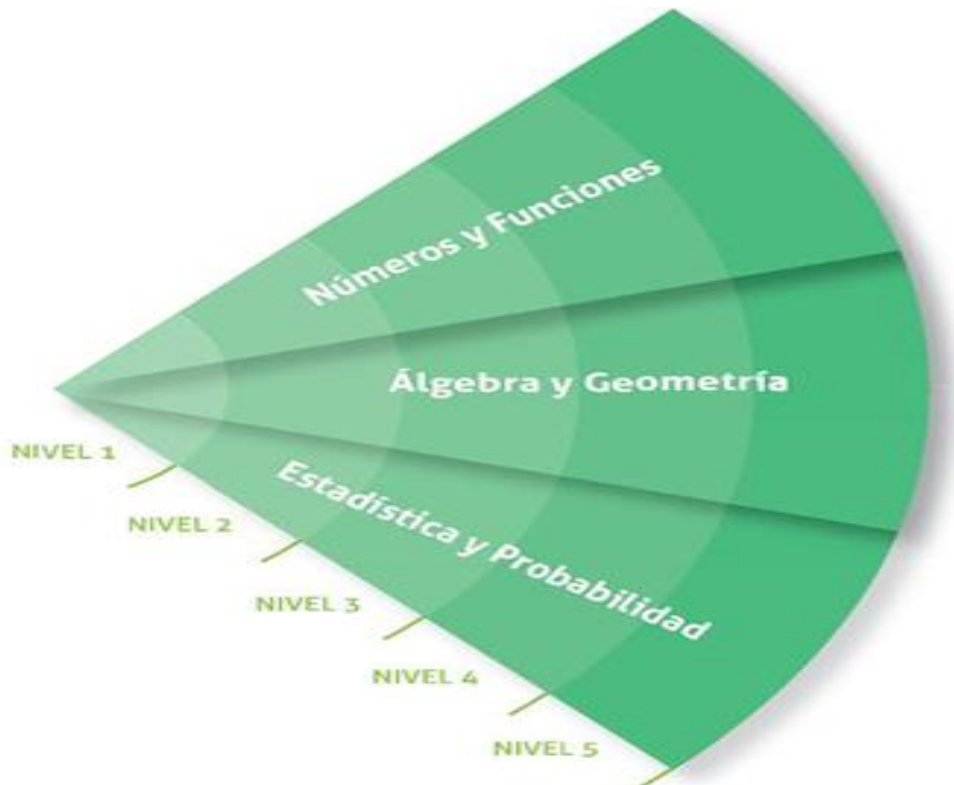 Números y Funciones
Álgebra y Geometría
Estadística y Probabilidad
NIVEL 1
NIVEL 2
NIVEL 3
NIVEL 4
NIVEL 5